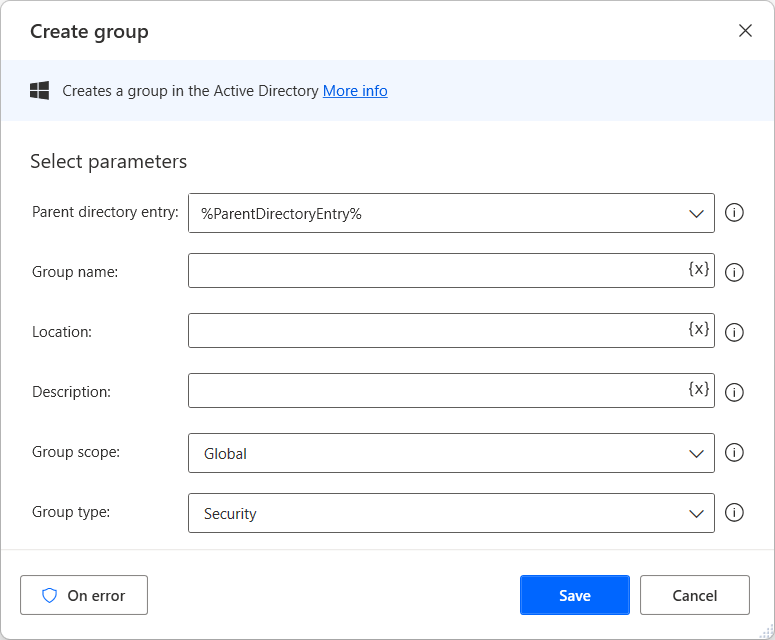 Create group
Creates a group in the Active Directory More info
Select parameters
Parent directory entry: %ParentDirectoryEntry%
Group name: {x}
Location: {x}
Description: {x}
Group scope: Global
Group type: Security
On error Save Cancel